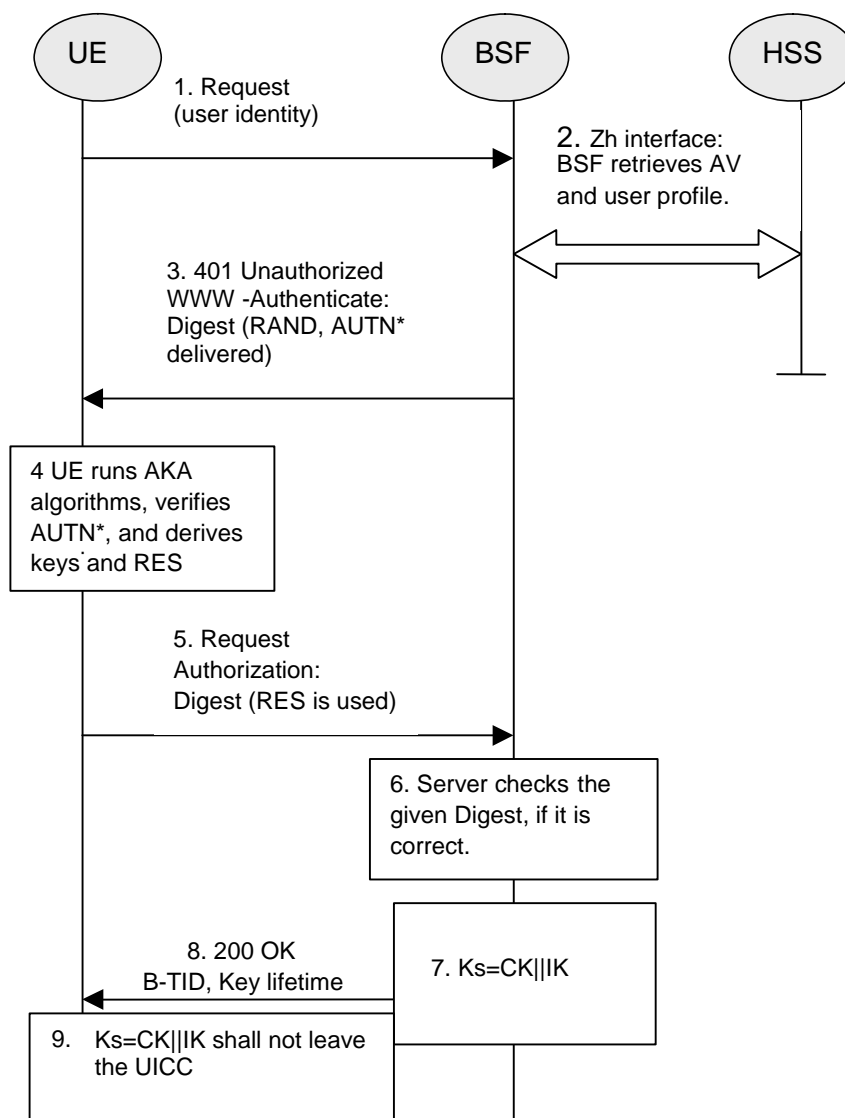 UE
BSF
HSS
1. Request
(user identity)
2. Zh interface:
BSF retrieves AV
and user profile.
3. 401 Unauthorized
WWW -Authenticate:
Digest (RAND, AUTN*
delivered)
4 UE runs AKA
algorithms, verifies
AUTN*, and derives
keys and RES
5. Request
Authorization:
Digest (RES is used)
6. Server checks the
given Digest, if it is
correct.
7. Ks=CK||IK
8. 200 OK
B-TID, Key lifetime
9. Ks=CK||IK shall not leave
the UICC